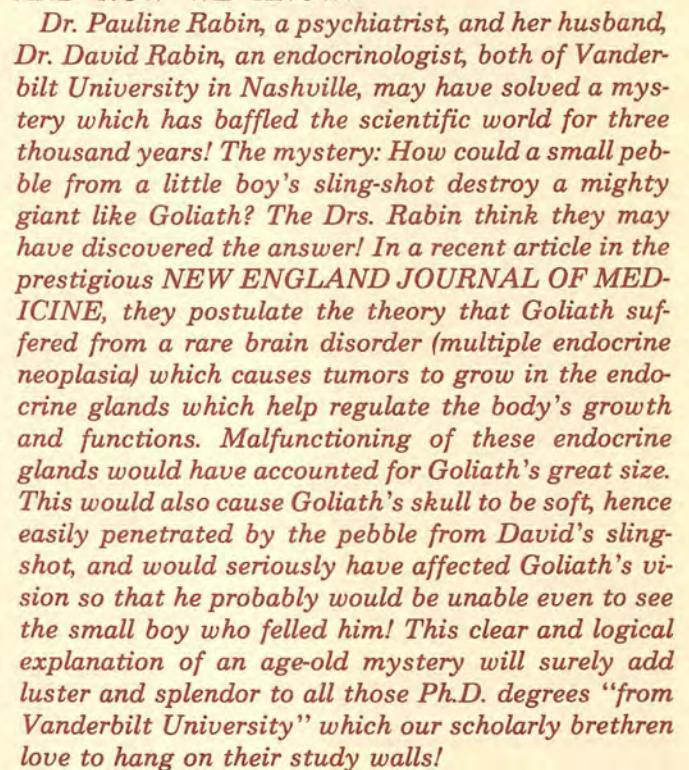 Dr. Pauline Rabin, a psychiatrist, and her husband,
Dr. David Rabin, an endocrinologist, both of Vander-
bilt University in Nashville, may have solved a mys-
tery which has baffled the scientific world for three
thousand years! The mystery: How could a small peb-
ble from a little boy's sling-shot destroy a mighty
giant like Goliath? The Drs. Rabin think they may
have discovered the answer! In a recent article in the
prestigious NEW ENGLAND JOURNAL OF MED-
ICINE, they postulate the theory that Goliath suf-
fered from a rare brain disorder (multiple endocrine
neoplasia) which causes tumors to grow in the endo-
crine glands which help regulate the body's growth
and functions. Malfunctioning of these endocrine
glands would have accounted for Goliath's great size.
This would also cause Goliath's skull to be soft, hence
easily penetrated by the pebble from David's sling-
shot, and would seriously have affected Goliath's vi-
sion so that he probably would be unable even to see
the small boy who felled him! This clear and logical
explanation of an age-old mystery will surely add
luster and splendor to all those Ph.D. degrees "from
Vanderbilt University" which our scholarly brethren
love to hang on their study walls!